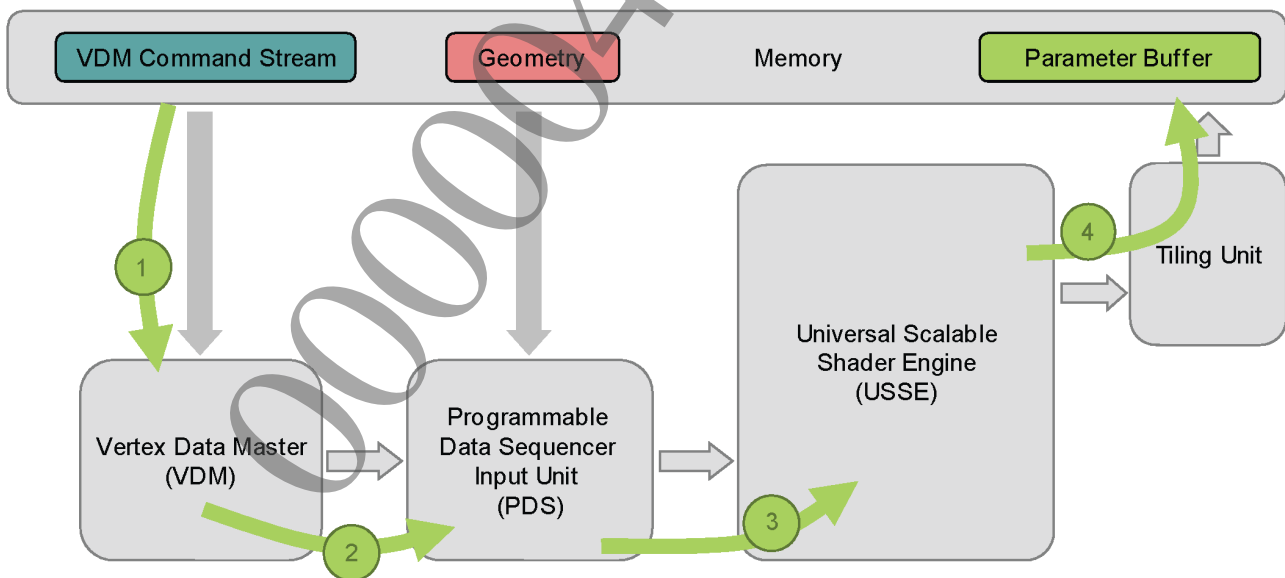 VDM Command Stream
Geometry
Memory
Parameter Buffer
1
4
Tiling Unit
Universal Scalable
Shader Engine
(USSE)
Vertex Data Master
(VDM)
Programmable
Data Sequencer
Input Unit
(PDS)
2
3